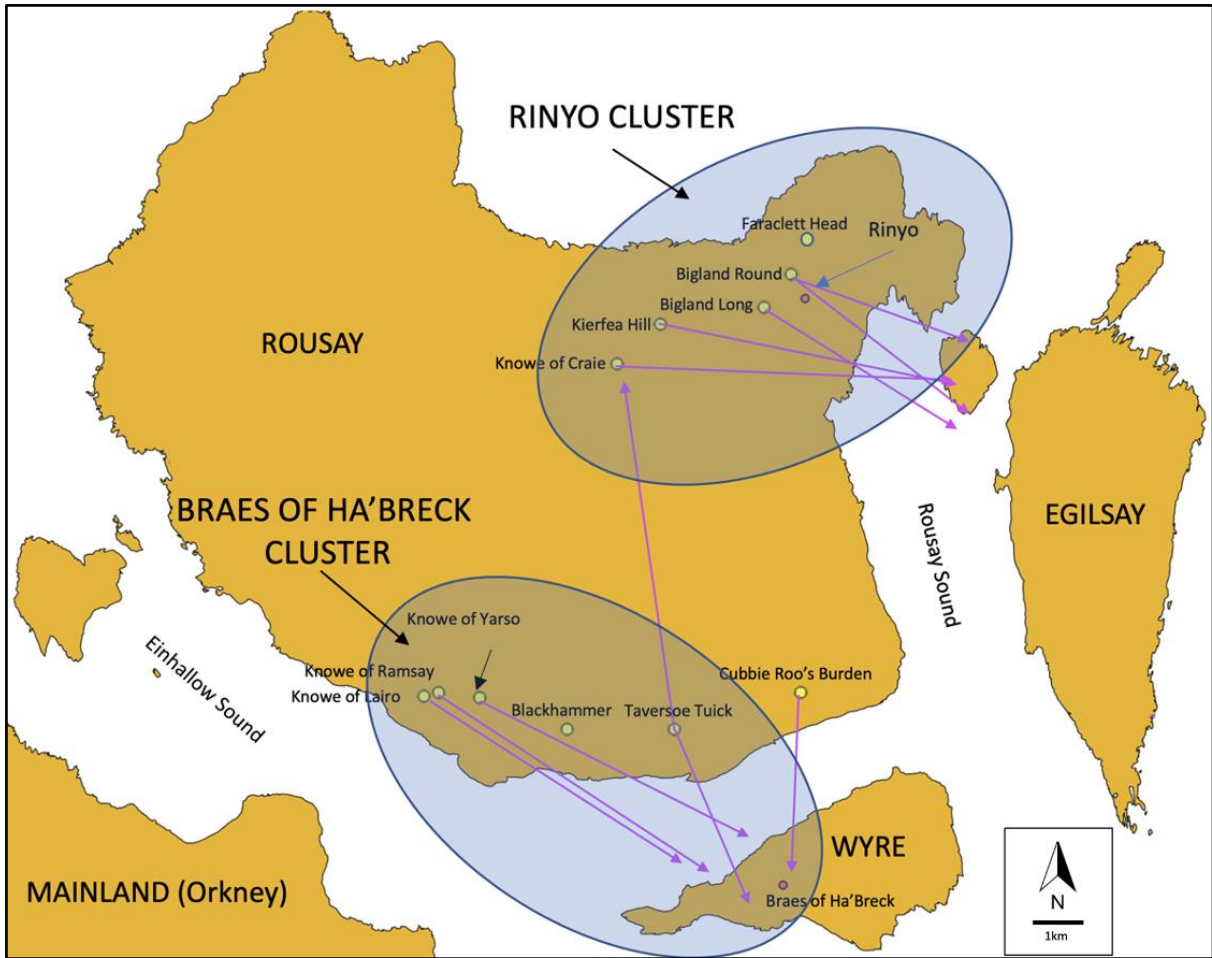 RINYO CLUSTER
Faraclett Head
Rinyo
Bigland Round
Bigland Long
Kierfea Hill
ROUSAY
Knowe of Craie
BRAES OF HA’BRECK
CLUSTER
EGILSAY
Rousay Sound
Knowe of Yarso
Einhallow Sound
Knowe of Ramsay
Cubbie Roo’s Burden
Knowe of Lairo
Blackhammer
Taversoe Tuick
WYRE
MAINLAND (Orkney)
Braes of Ha’Breck
N
1km